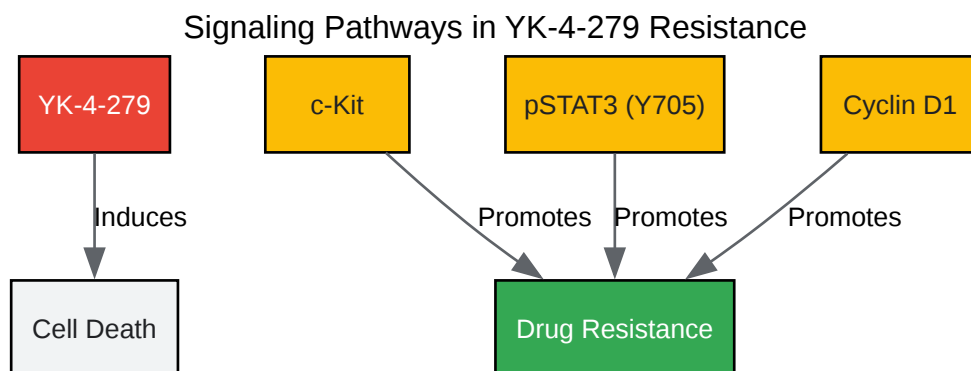 Signaling Pathways in YK-4-279 Resistance
YK-4-279
c-Kit
pSTAT3 (Y705)
Cyclin D1
Induces
Promotes
Promotes
Promotes
Cell Death
Drug Resistance